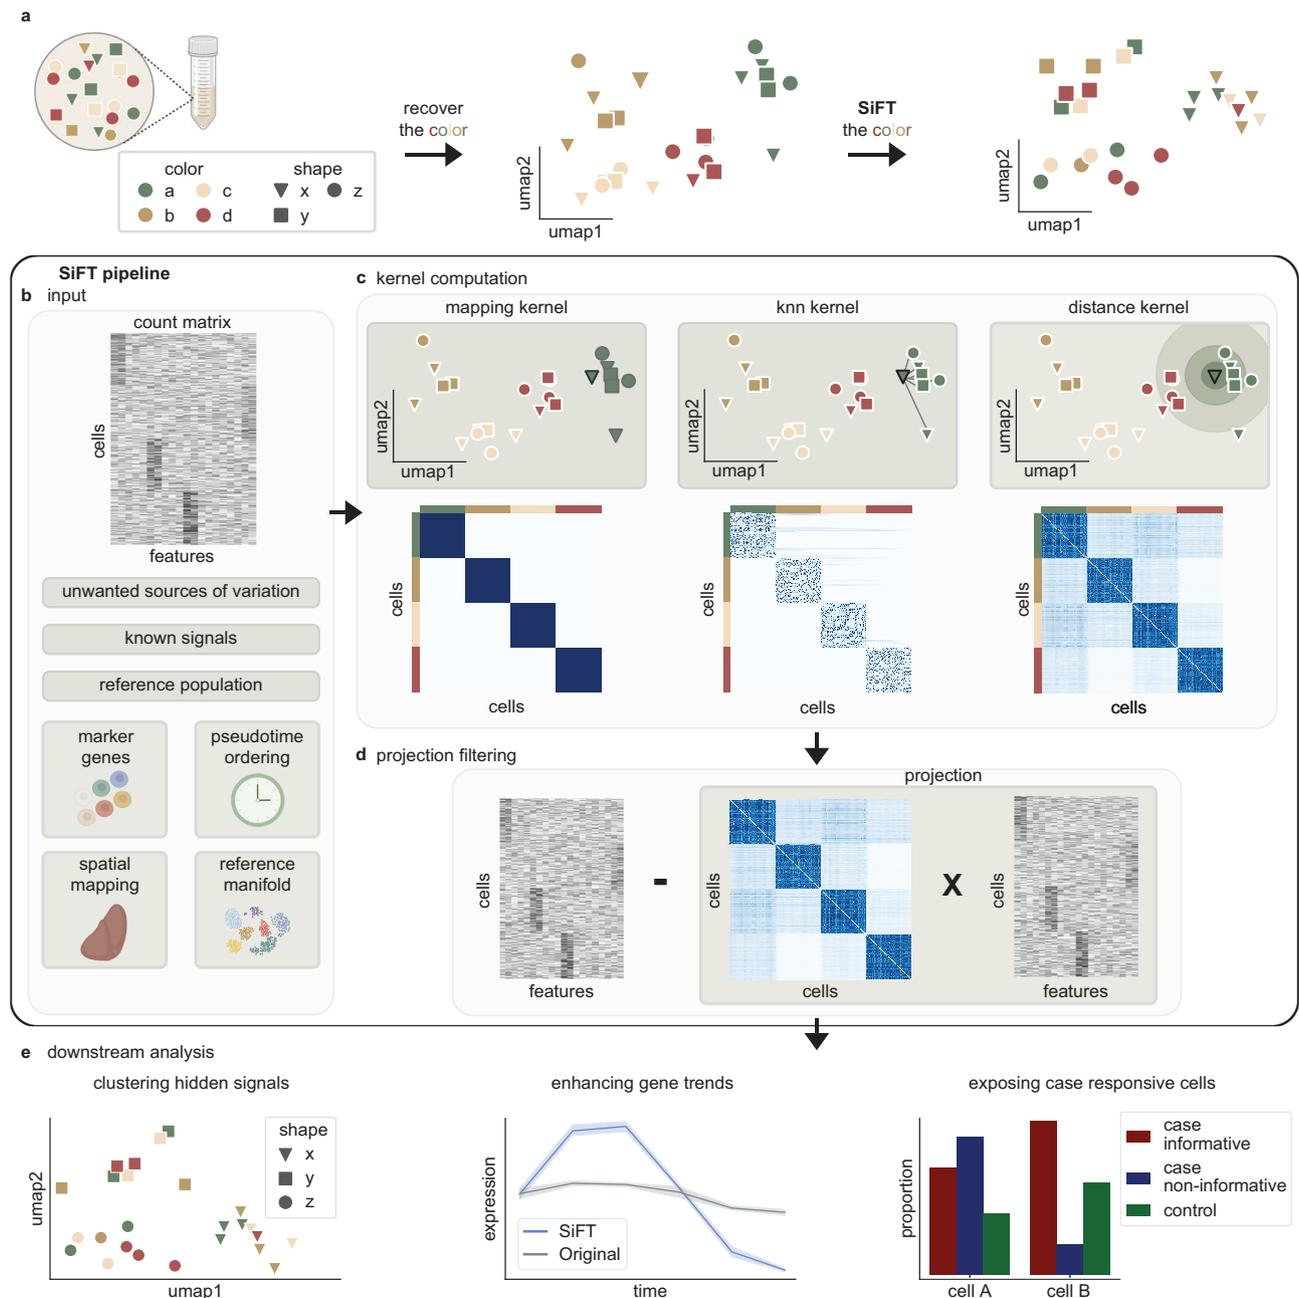 a
recover
the color
SiFT
the color
color
shape
a
c
x
z
b
d
y
umap2
umap1
umap2
umap1
SiFT pipeline
b input
count matrix
cells
features
unwanted sources of variation
known signals
reference population
marker
genes
pseudotime
ordering
spatial
mapping
reference
manifold
c kernel computation
mapping kernel
knn kernel
distance kernel
umap2
umap1
umap2
umap1
umap2
umap1
cells
cells
cells
cells
cells
cells
d projection filtering
projection
cells
features
-
cells
cells
X
cells
features
e downstream analysis
clustering hidden signals
umap2
umap1
shape
x
y
z
enhancing gene trends
expression
time
SiFT
Original
exposing case responsive cells
proportion
cell A
cell B
case
informative
case
non-informative
control